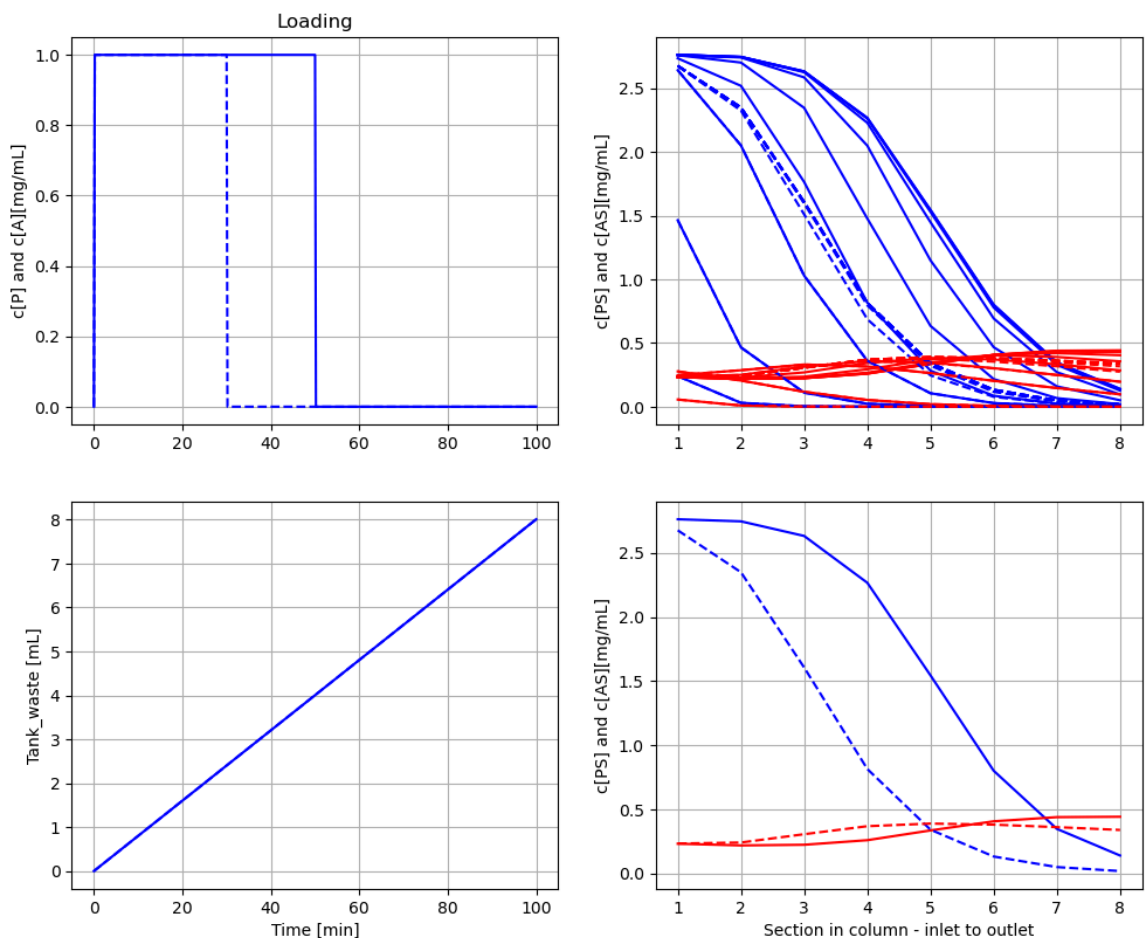 Loading
c[P] and c[A][mg/mL]
1.0
0.8
0.6
0.4
0.2
0.0
0 20 40 60 80 100
c[PS] and c[AS][mg/mL]
2.5
2.0
1.5
1.0
0.5
0.0
1 2 3 4 5 6 7 8
Tank_waste [mL]
8
7
6
5
4
3
2
1
0
0 20 40 60 80 100
Time [min]
c[PS] and c[AS][mg/mL]
2.5
2.0
1.5
1.0
0.5
0.0
1 2 3 4 5 6 7 8
Section in column - inlet to outlet